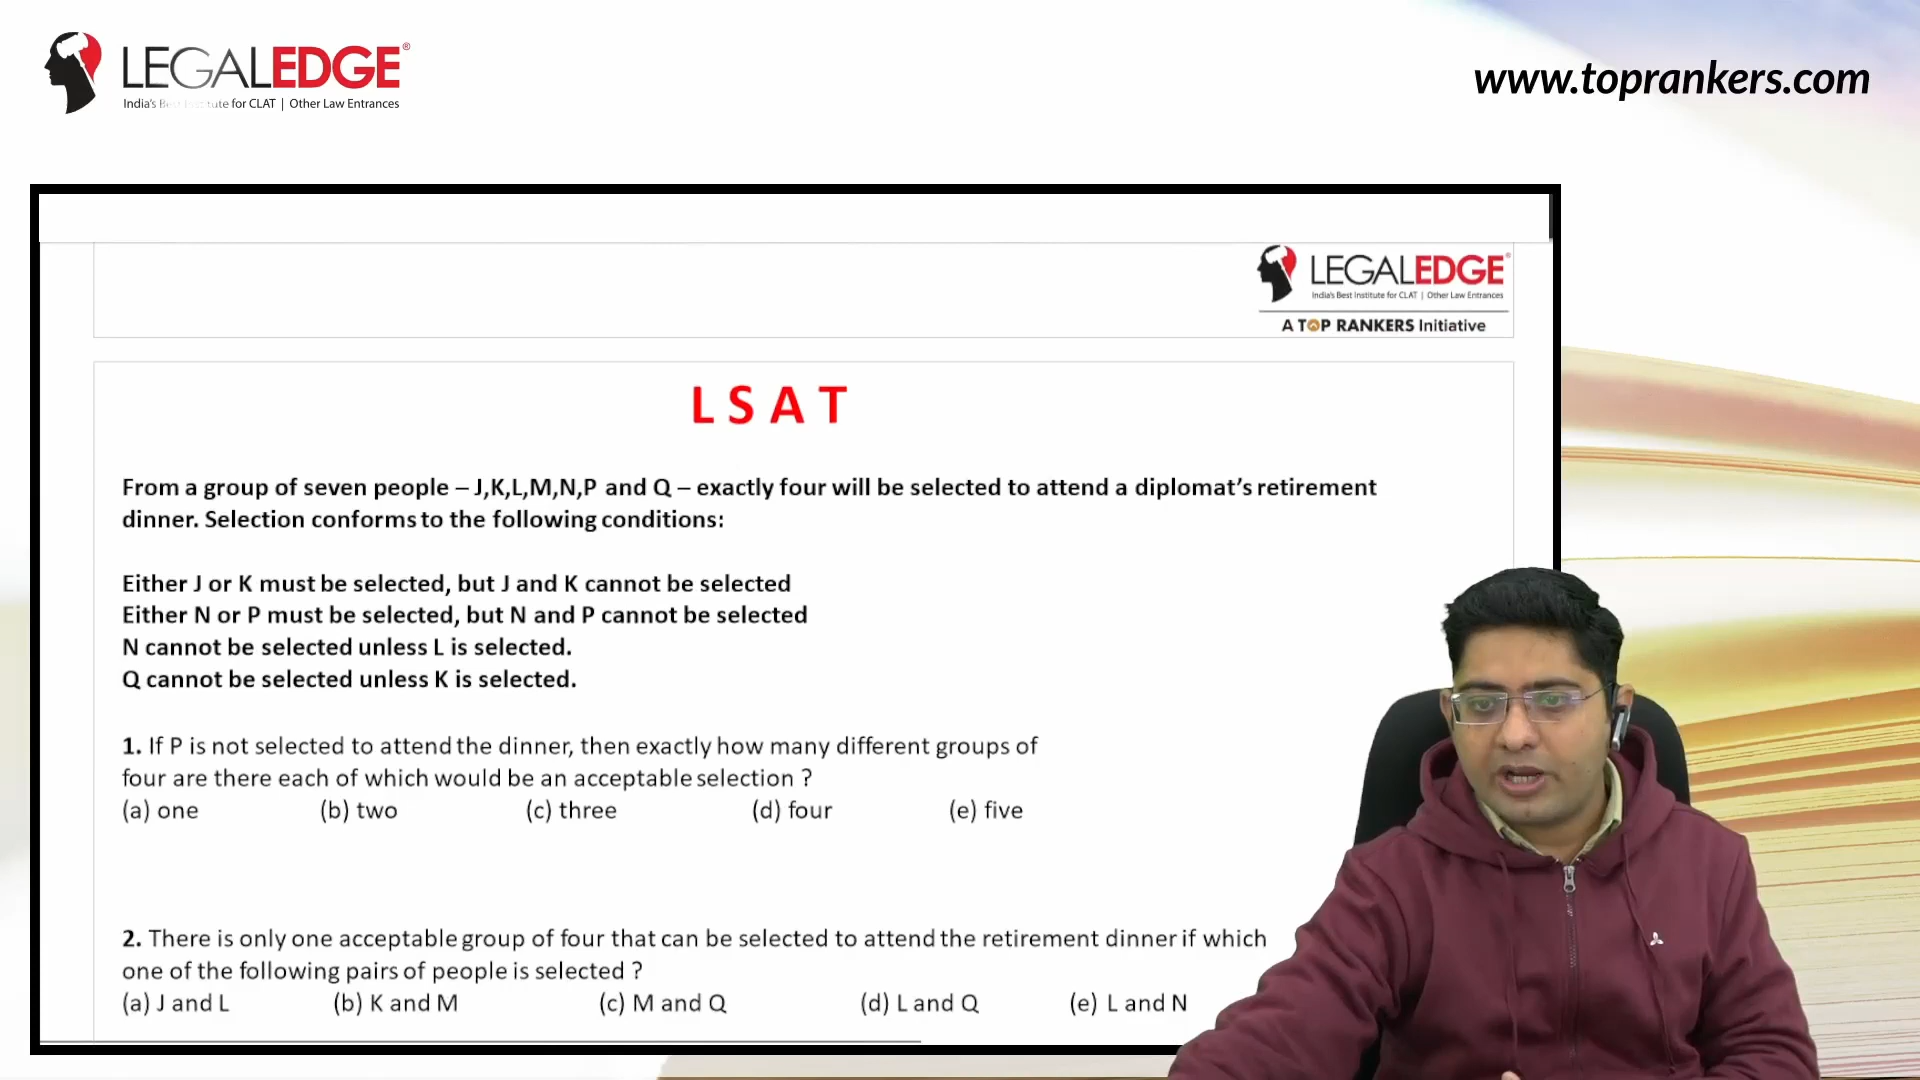 LEGALEDGE®
India's Best Institute for CLAT | Other Law Entrances
www.toprankers.com
LEGALEDGE®
India's Best Institute for CLAT | Other Law Entrances
A TOP RANKERS Initiative
L S A T
From a group of seven people – J,K,L,M,N,P and Q – exactly four will be selected to attend a diplomat's retirement
dinner. Selection conforms to the following conditions:
Either J or K must be selected, but J and K cannot be selected
Either N or P must be selected, but N and P cannot be selected
N cannot be selected unless L is selected.
Q cannot be selected unless K is selected.
1. If P is not selected to attend the dinner, then exactly how many different groups of
four are there each of which would be an acceptable selection ?
(a) one (b) two (c) three (d) four (e) five
2. There is only one acceptable group of four that can be selected to attend the retirement dinner if which
one of the following pairs of people is selected ?
(a) J and L (b) K and M (c) M and Q (d) L and Q (e) L and N